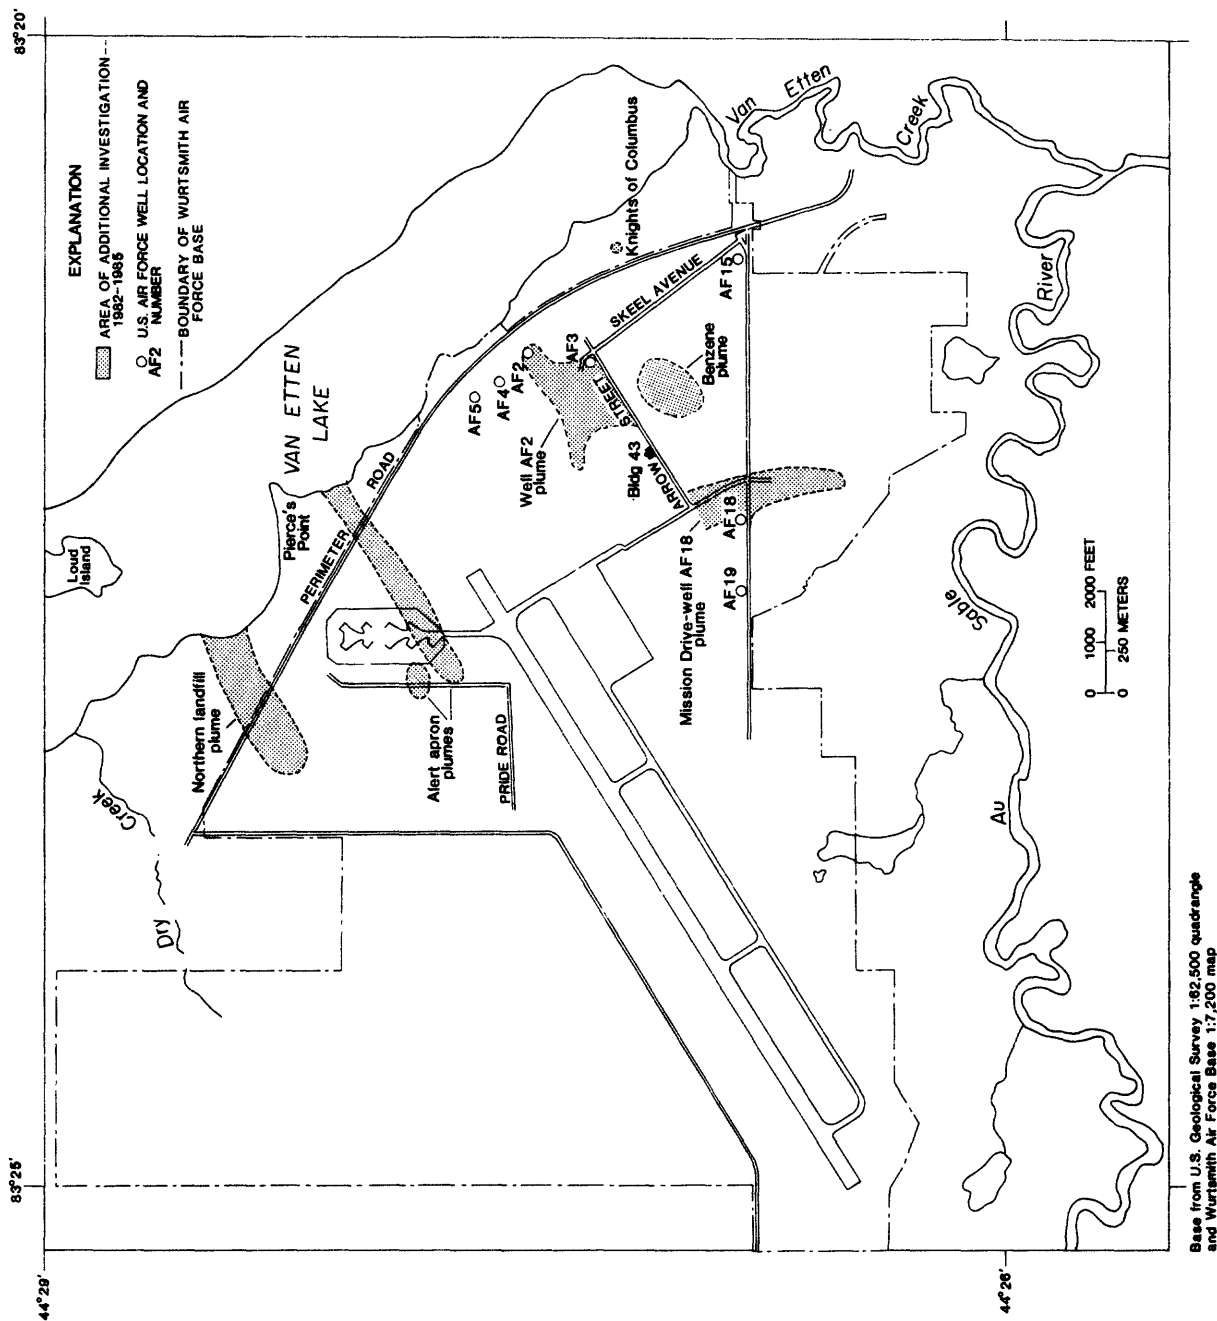 83°20'
83°25'
44°29'
44°26'
EXPLANATION
AREA OF ADDITIONAL INVESTIGATION--
1982-1985
U.S. AIR FORCE WELL LOCATION AND
NUMBER
AF2
BOUNDARY OF WURTSMITH AIR
FORCE BASE
VAN ETTEN
LAKE
Loud
Island
Pierce's
Point
PERIMETER
ROAD
Northern landfill
plume
Creek
Dry
Alert apron
plumes
PRIDE ROAD
AF5
AF4
AF2
AF3
Well AF2
plume
Bldg 43
ARROW
STREET
SKEEL AVENUE
Knights of Columbus
AF15
Benzene
plume
AF18
AF19
Mission Drive-well AF18
plume
Van
Etten
Creek
River
Sable
Au
0 1000 2000 FEET
0 250 METERS
Base from U.S. Geological Survey 1:62,500 quadrangle
and Wurtsmith Air Force Base 1:7,200 map